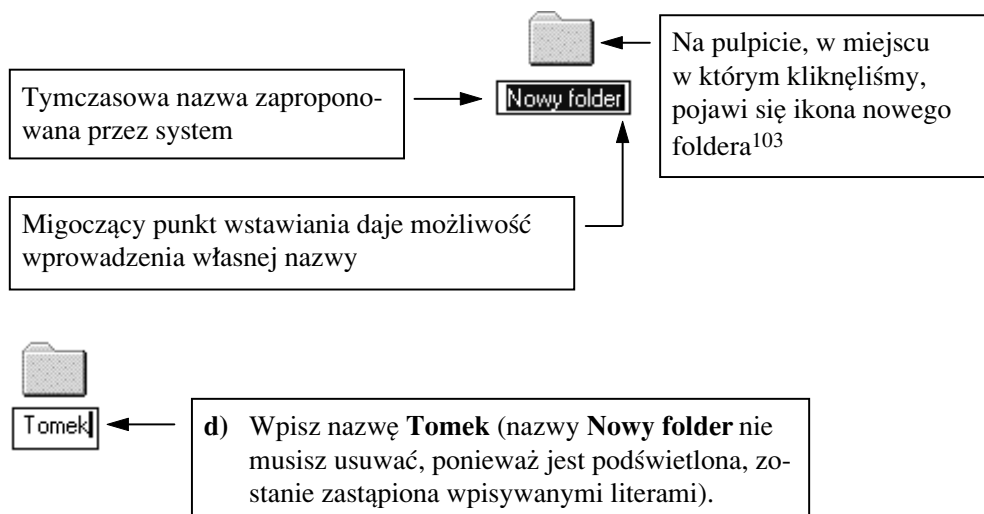 Na pulpicie, w miejscu
w którym kliknęliśmy,
pojawi się ikona nowego
foldera103
Tymczasowa nazwa zapropono-
wana przez system
Nowy folder
Migoczący punkt wstawiania daje możliwość
wprowadzenia własnej nazwy
Tomek
d) Wpisz nazwę Tomek (nazwy Nowy folder nie
musisz usuwać, ponieważ jest podświetlona, zo-
stanie zastąpiona wpisywanymi literami).